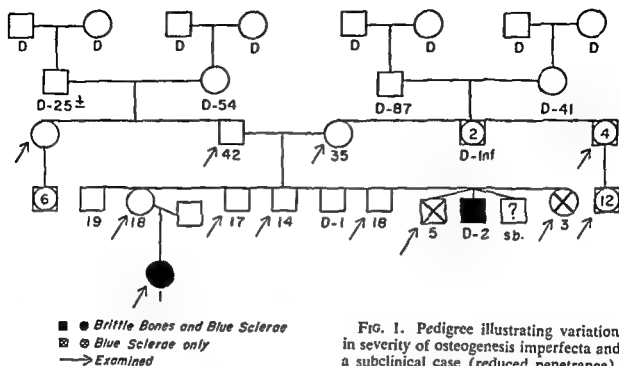 D D D D D D D D
D-25± D-54 D-87 D-41
42 35 2 D-Inf 4
6 19 18 17 14 D-1 18 5 D-2 ? sb. 3 12
1
Brittle Bones and Blue Sclerae
Blue Sclerae only
Examined
FIG. 1. Pedigree illustrating variation
in severity of osteogenesis imperfecta and
a subclinical case (reduced penetrance).